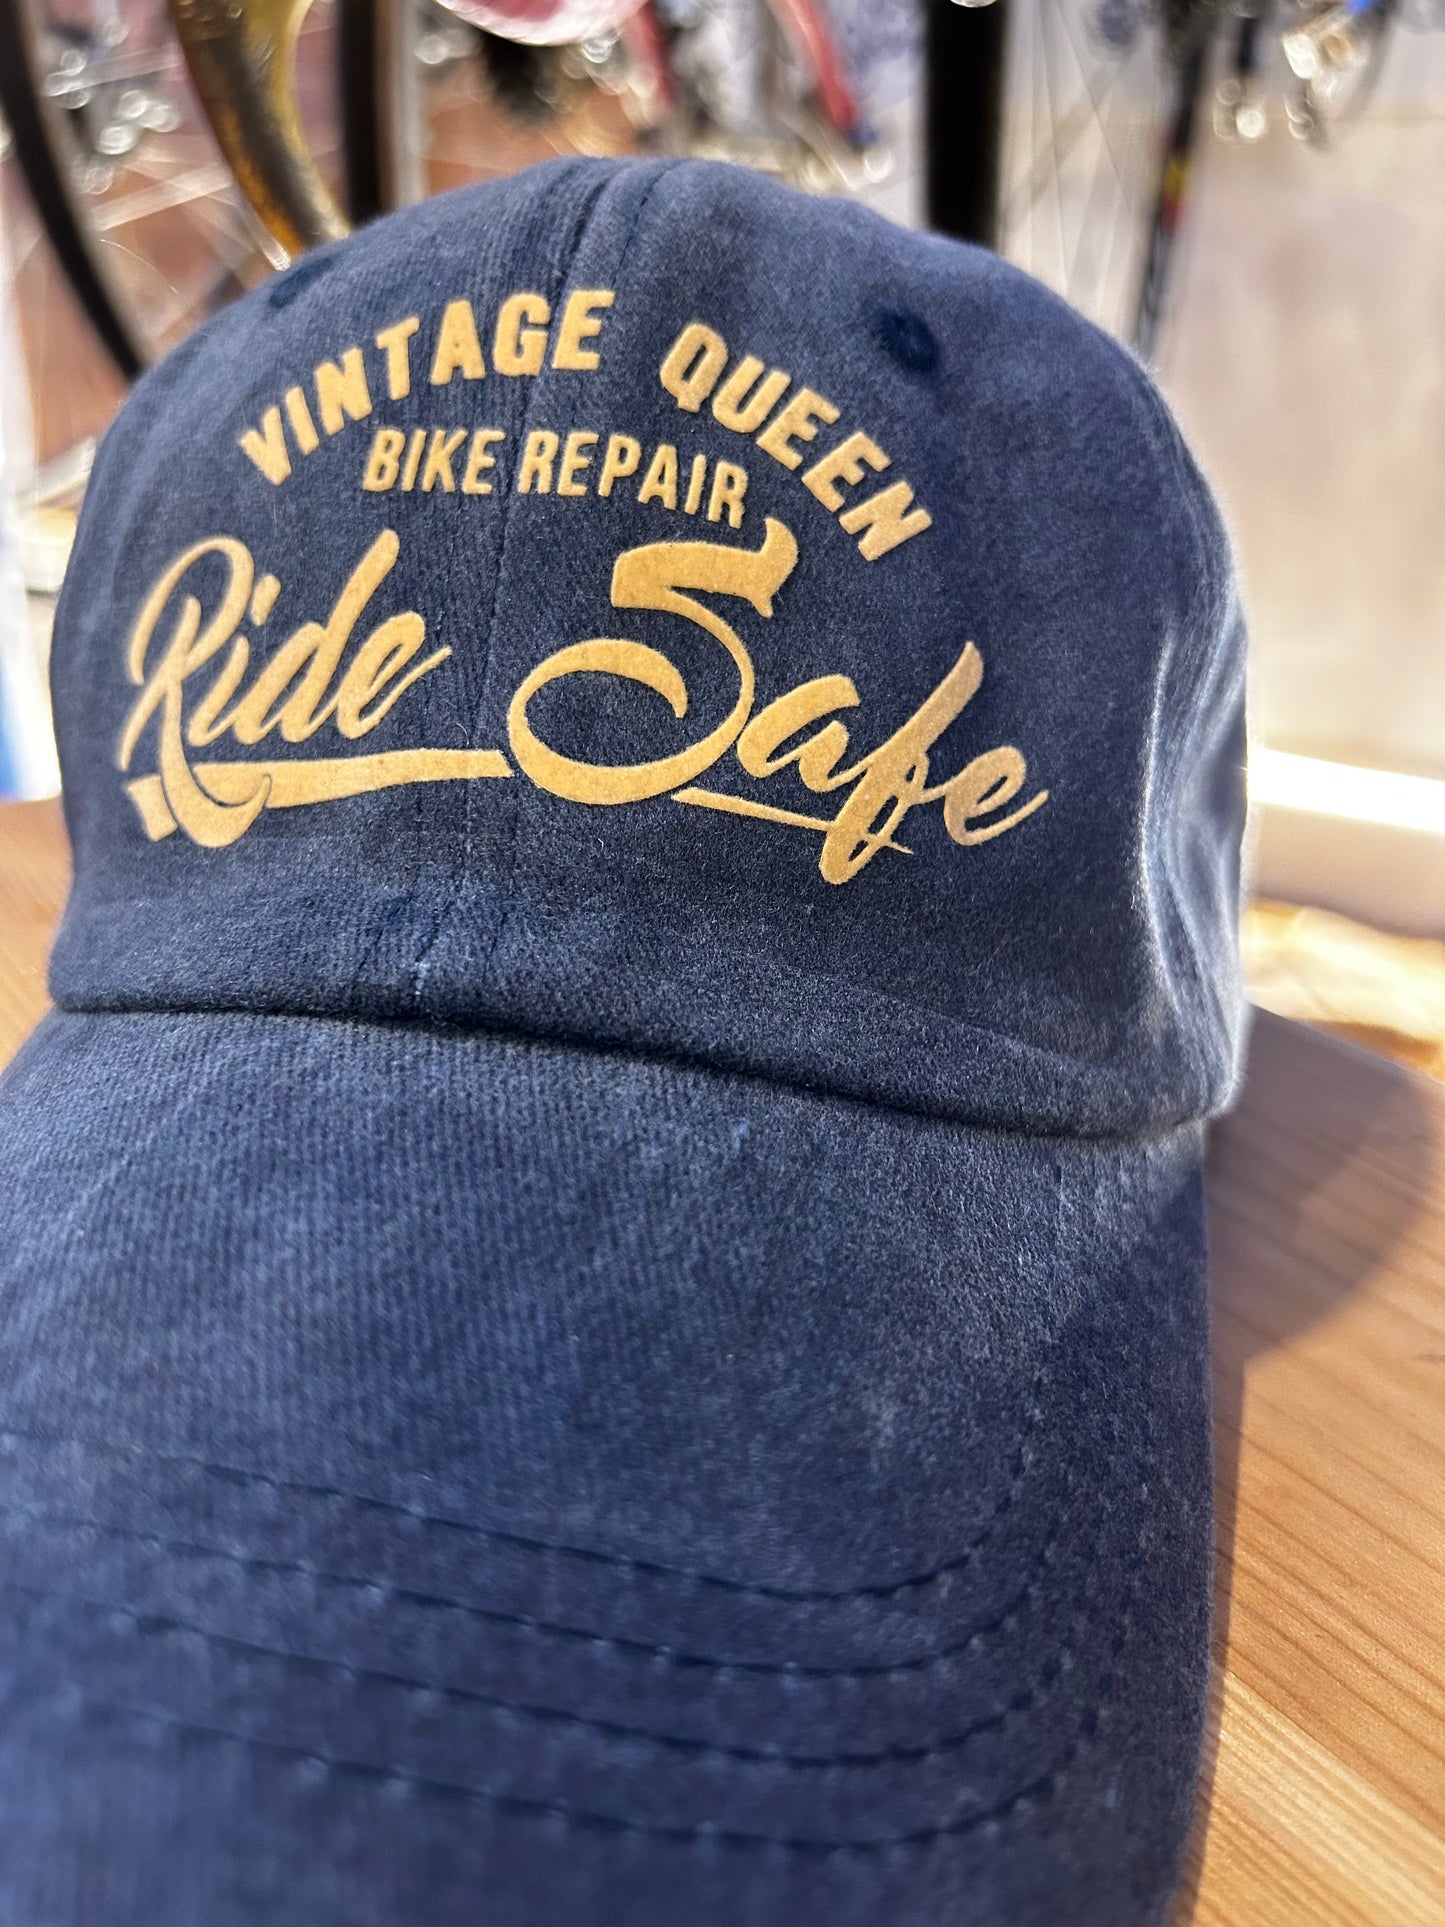 VINTAGE QUEEN
BIKE REPAIR
Ride Safe